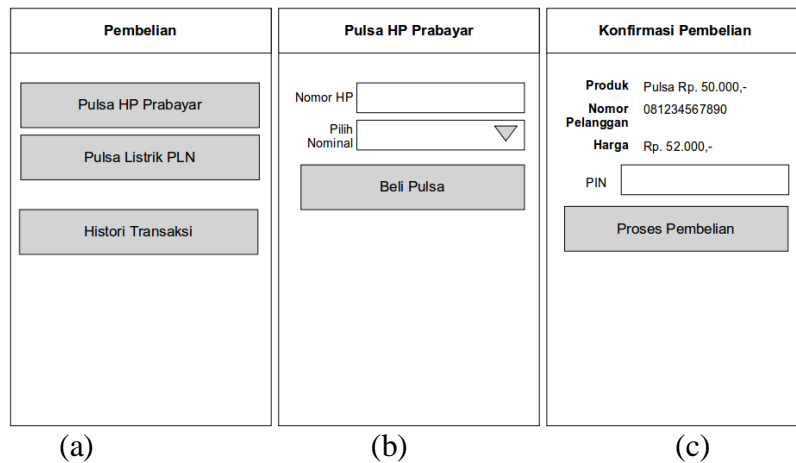 Pembelian
Pulsa HP Prabayar
Pulsa Listrik PLN
Histori Transaksi
(a)
Pulsa HP Prabayar
Nomor HP
Pilih
Nominal
Beli Pulsa
(b)
Konfirmasi Pembelian
Produk Pulsa Rp. 50.000,-
Nomor 081234567890
Pelanggan
Harga Rp. 52.000,-
PIN
Proses Pembelian
(c)